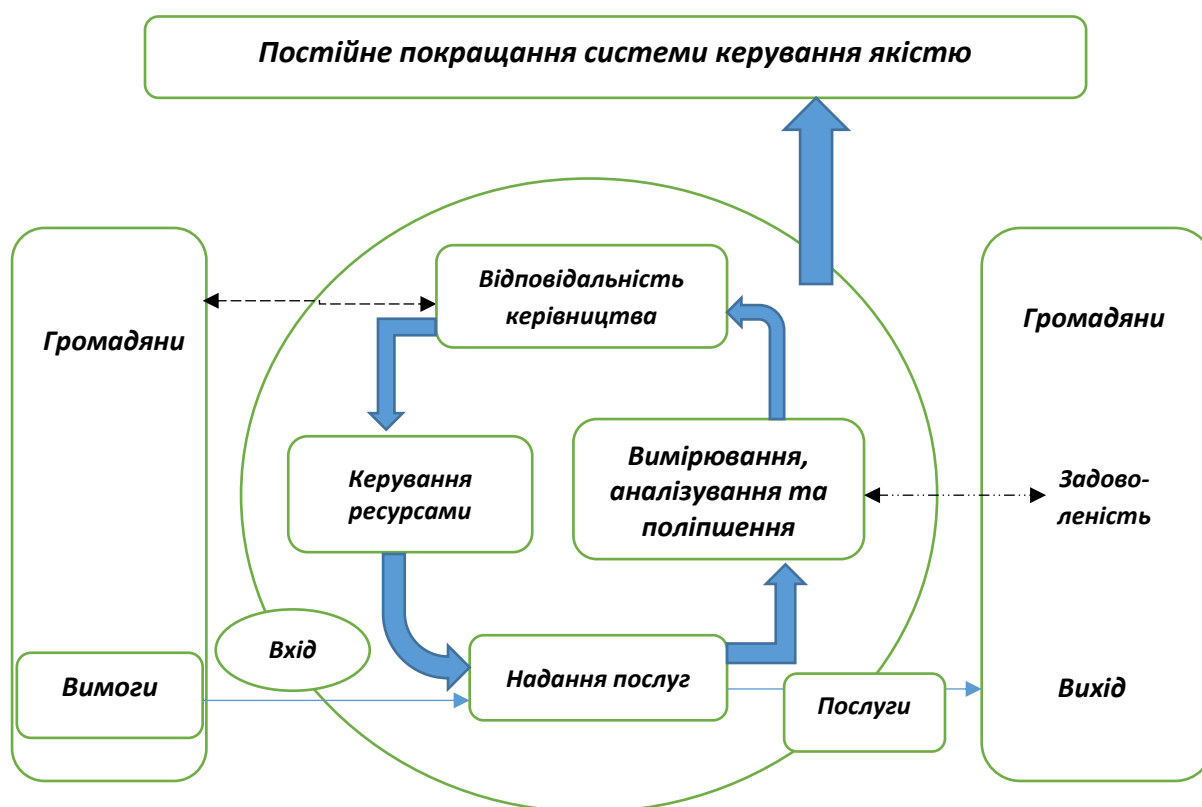 Постійне покращання системи керування якістю
Відповідальність
керівництва
Громадяни
Громадяни
Керування
ресурсами
Вимірювання,
аналізування та
поліпшення
Задово-
леність
Вхід
Вимоги
Надання послуг
Послуги
Вихід